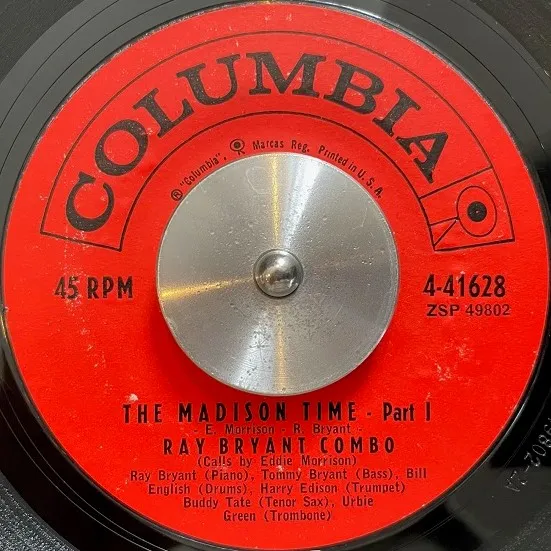 COLUMBIA
Ⓡ "Columbia", Marcas Reg. Printed in U.S.A.
45 RPM
4-41628
ZSP 49802
THE MADISON TIME - Part I
- E. Morrison - R. Bryant -
RAY BRYANT COMBO
(Calls by Eddie Morrison)
Ray Bryant (Piano), Tommy Bryant (Bass), Bill
English (Drums), Harry Edison (Trumpet)
Buddy Tate (Tenor Sax), Urbie
Green (Trombone)